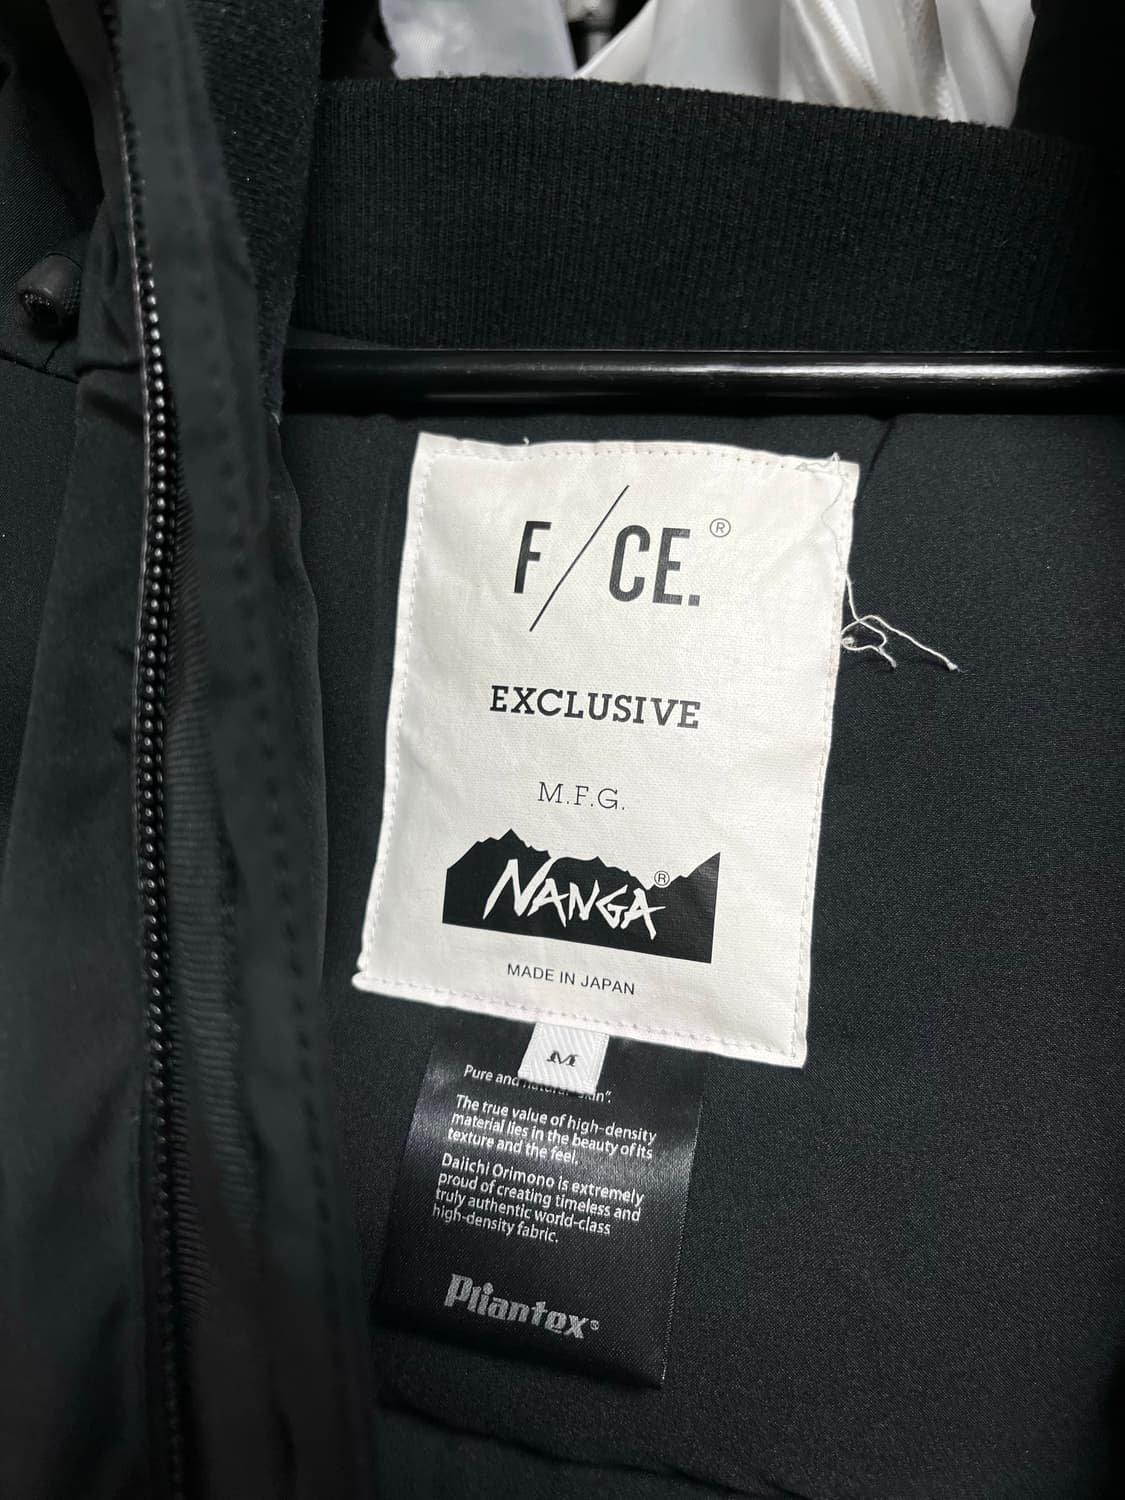 F/CE.®
EXCLUSIVE
M.F.G.
NANGA®
MADE IN JAPAN
M
Pure and
The true value of high-density
material lies in the beauty of its
texture and the feel.
Daiichi Orimono is extremely
proud of creating timeless and
truly authentic world-class
high-density fabric.
Pliantex®